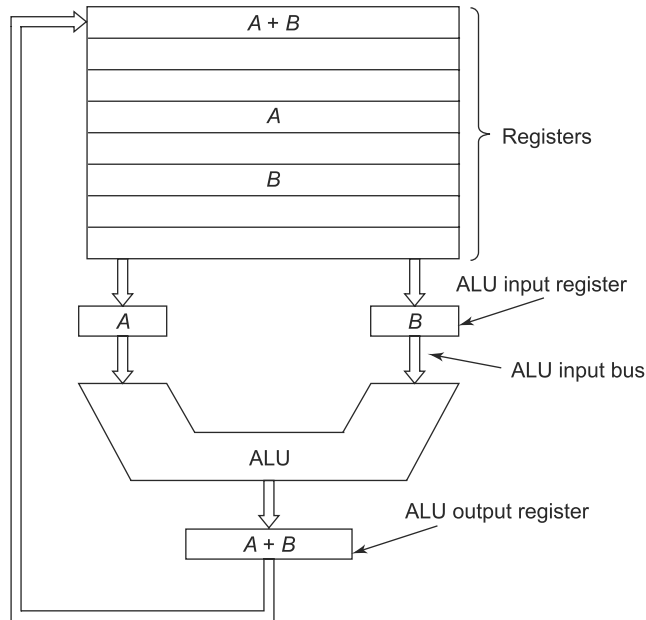 A + B
A
Registers
B
ALU input register
A
B
ALU input bus
ALU
ALU output register
A + B